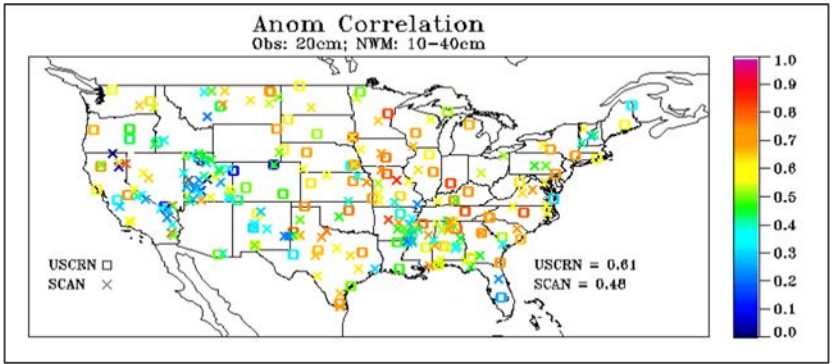 Anom Correlation
Obs: 20cm; NWM: 10-40cm
1.0
0.9
0.8
0.7
0.6
0.5
0.4
0.3
0.2
0.1
0.0
USCRN □
SCAN ×
USCRN = 0.61
SCAN = 0.48